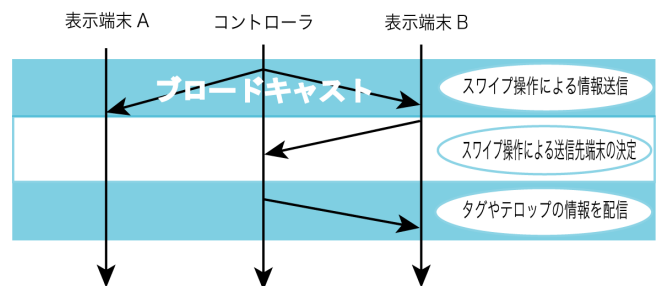 表示端末 A
コントローラ
表示端末 B
ブロードキャスト
スワイプ操作による情報送信
スワイプ操作による送信先端末の決定
タグやテロップの情報を配信